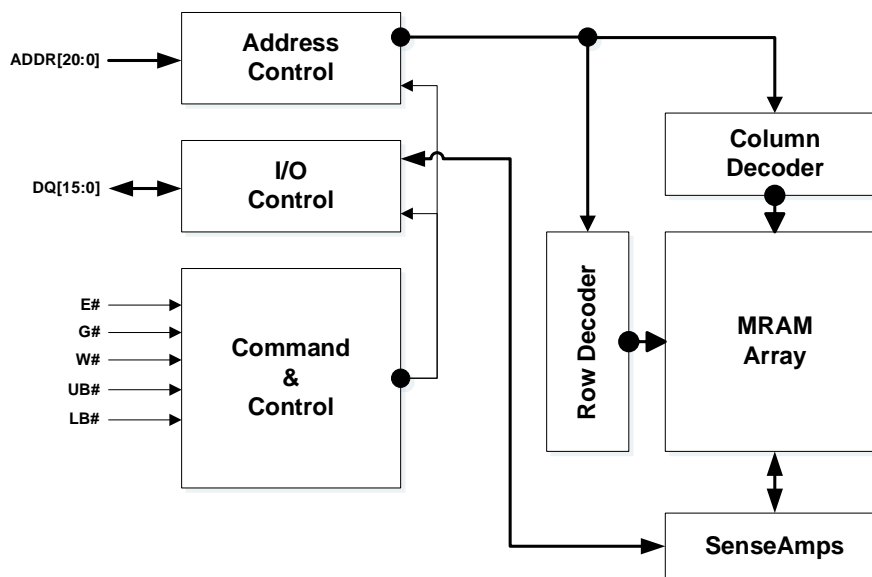 Address
Control
ADDR[20:0]
Column
Decoder
I/O
Control
DQ[15:0]
Row Decoder
MRAM
Array
E#
G#
W#
UB#
LB#
Command
&
Control
SenseAmps